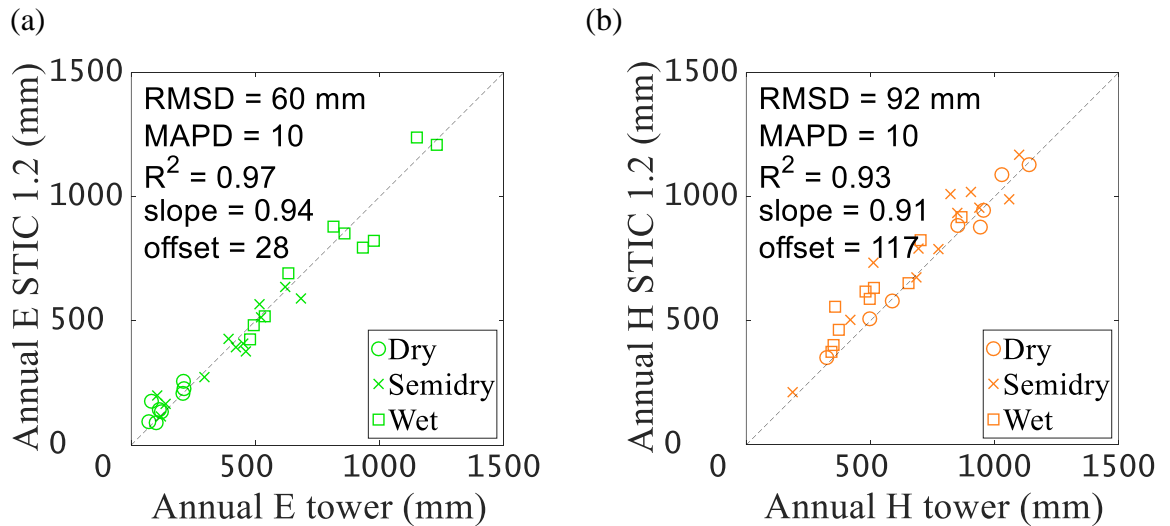 (a)
RMSD = 60 mm
MAPD = 10
R² = 0.97
slope = 0.94
offset = 28
Dry
Semidry
Wet
1500
1000
500
0
0
500
1000
1500
Annual E STIC 1.2 (mm)
Annual E tower (mm)
(b)
RMSD = 92 mm
MAPD = 10
R² = 0.93
slope = 0.91
offset = 117
Dry
Semidry
Wet
1500
1000
500
0
0
500
1000
1500
Annual H STIC 1.2 (mm)
Annual H tower (mm)